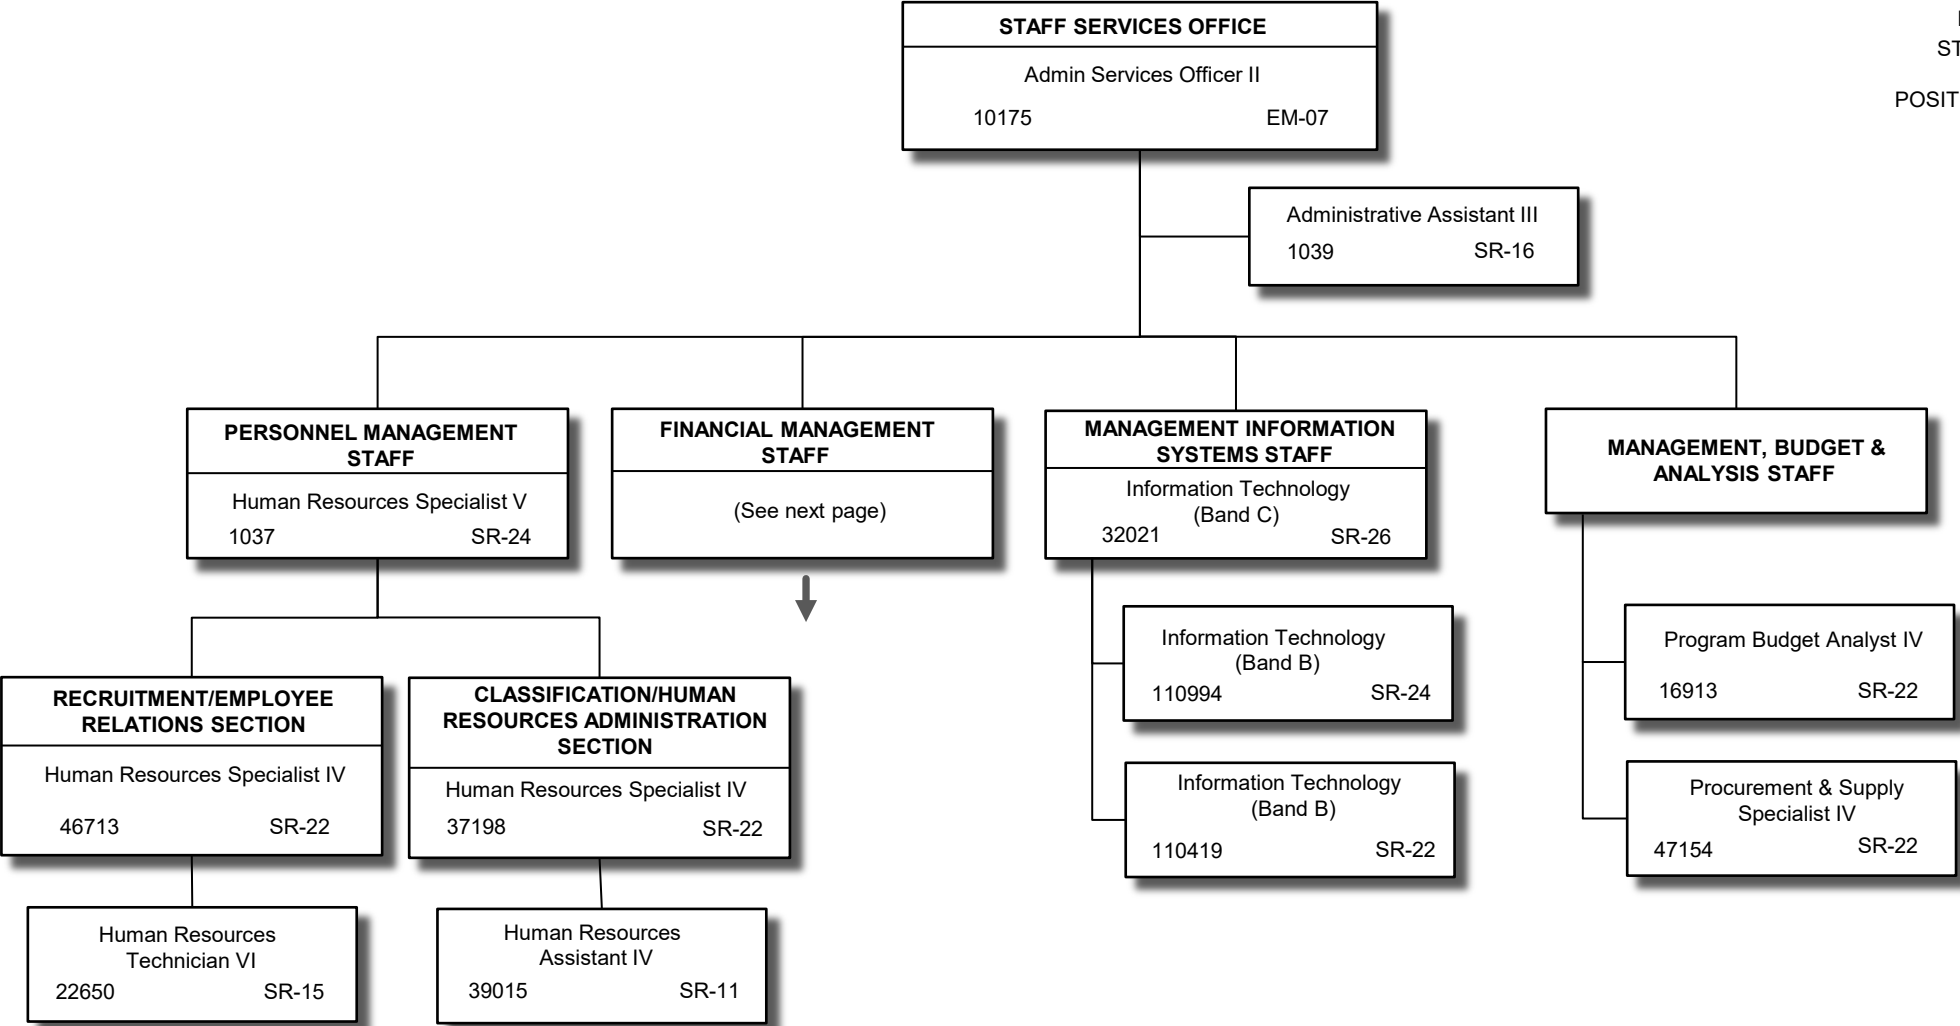 STAFF SERVICES OFFICE
Admin Services Officer II
10175 EM-07
ST
POSIT
Administrative Assistant III
1039 SR-16
PERSONNEL MANAGEMENT
STAFF
Human Resources Specialist V
1037 SR-24
FINANCIAL MANAGEMENT
STAFF
(See next page)
MANAGEMENT INFORMATION
SYSTEMS STAFF
Information Technology
(Band C)
32021 SR-26
MANAGEMENT, BUDGET &
ANALYSIS STAFF
RECRUITMENT/EMPLOYEE
RELATIONS SECTION
Human Resources Specialist IV
46713 SR-22
CLASSIFICATION/HUMAN
RESOURCES ADMINISTRATION
SECTION
Human Resources Specialist IV
37198 SR-22
Information Technology
(Band B)
110994 SR-24
Information Technology
(Band B)
110419 SR-22
Program Budget Analyst IV
16913 SR-22
Procurement & Supply
Specialist IV
47154 SR-22
Human Resources
Technician VI
22650 SR-15
Human Resources
Assistant IV
39015 SR-11